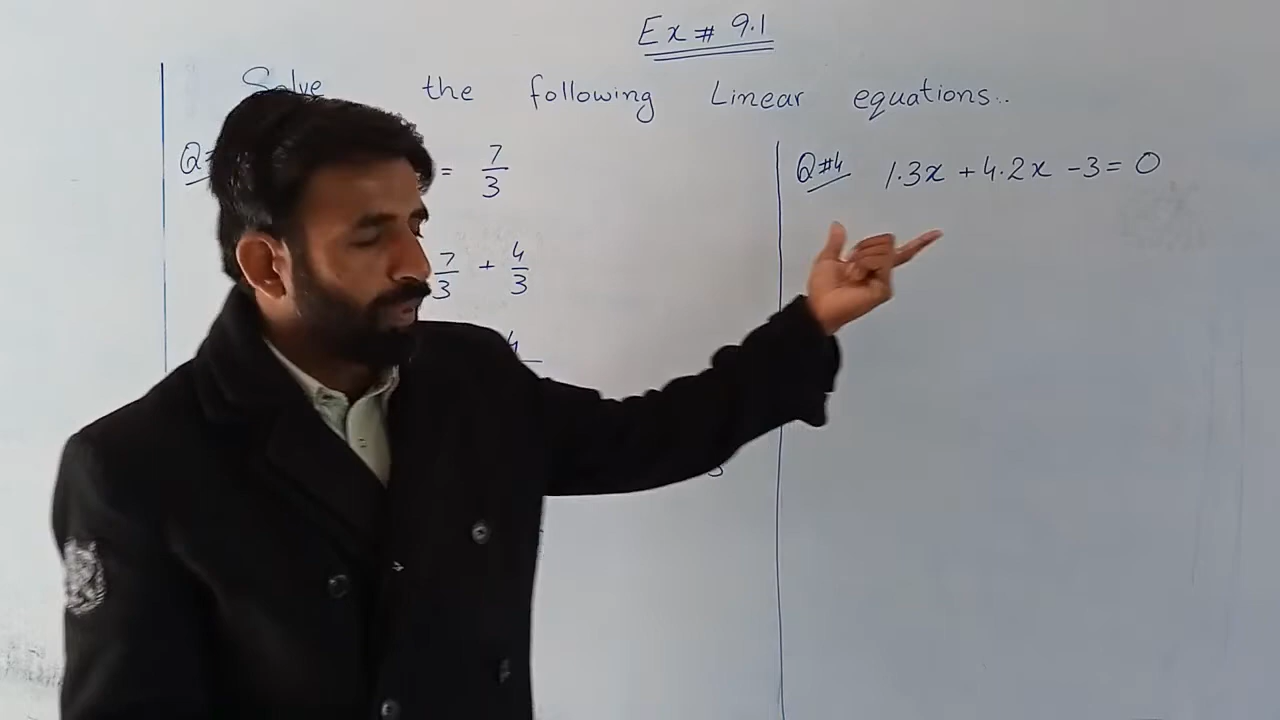 Ex # 9.1
Solve the following Linear equations..
= 7/3
7/3 + 4/3
4
Q#4 1.3x + 4.2x - 3 = 0